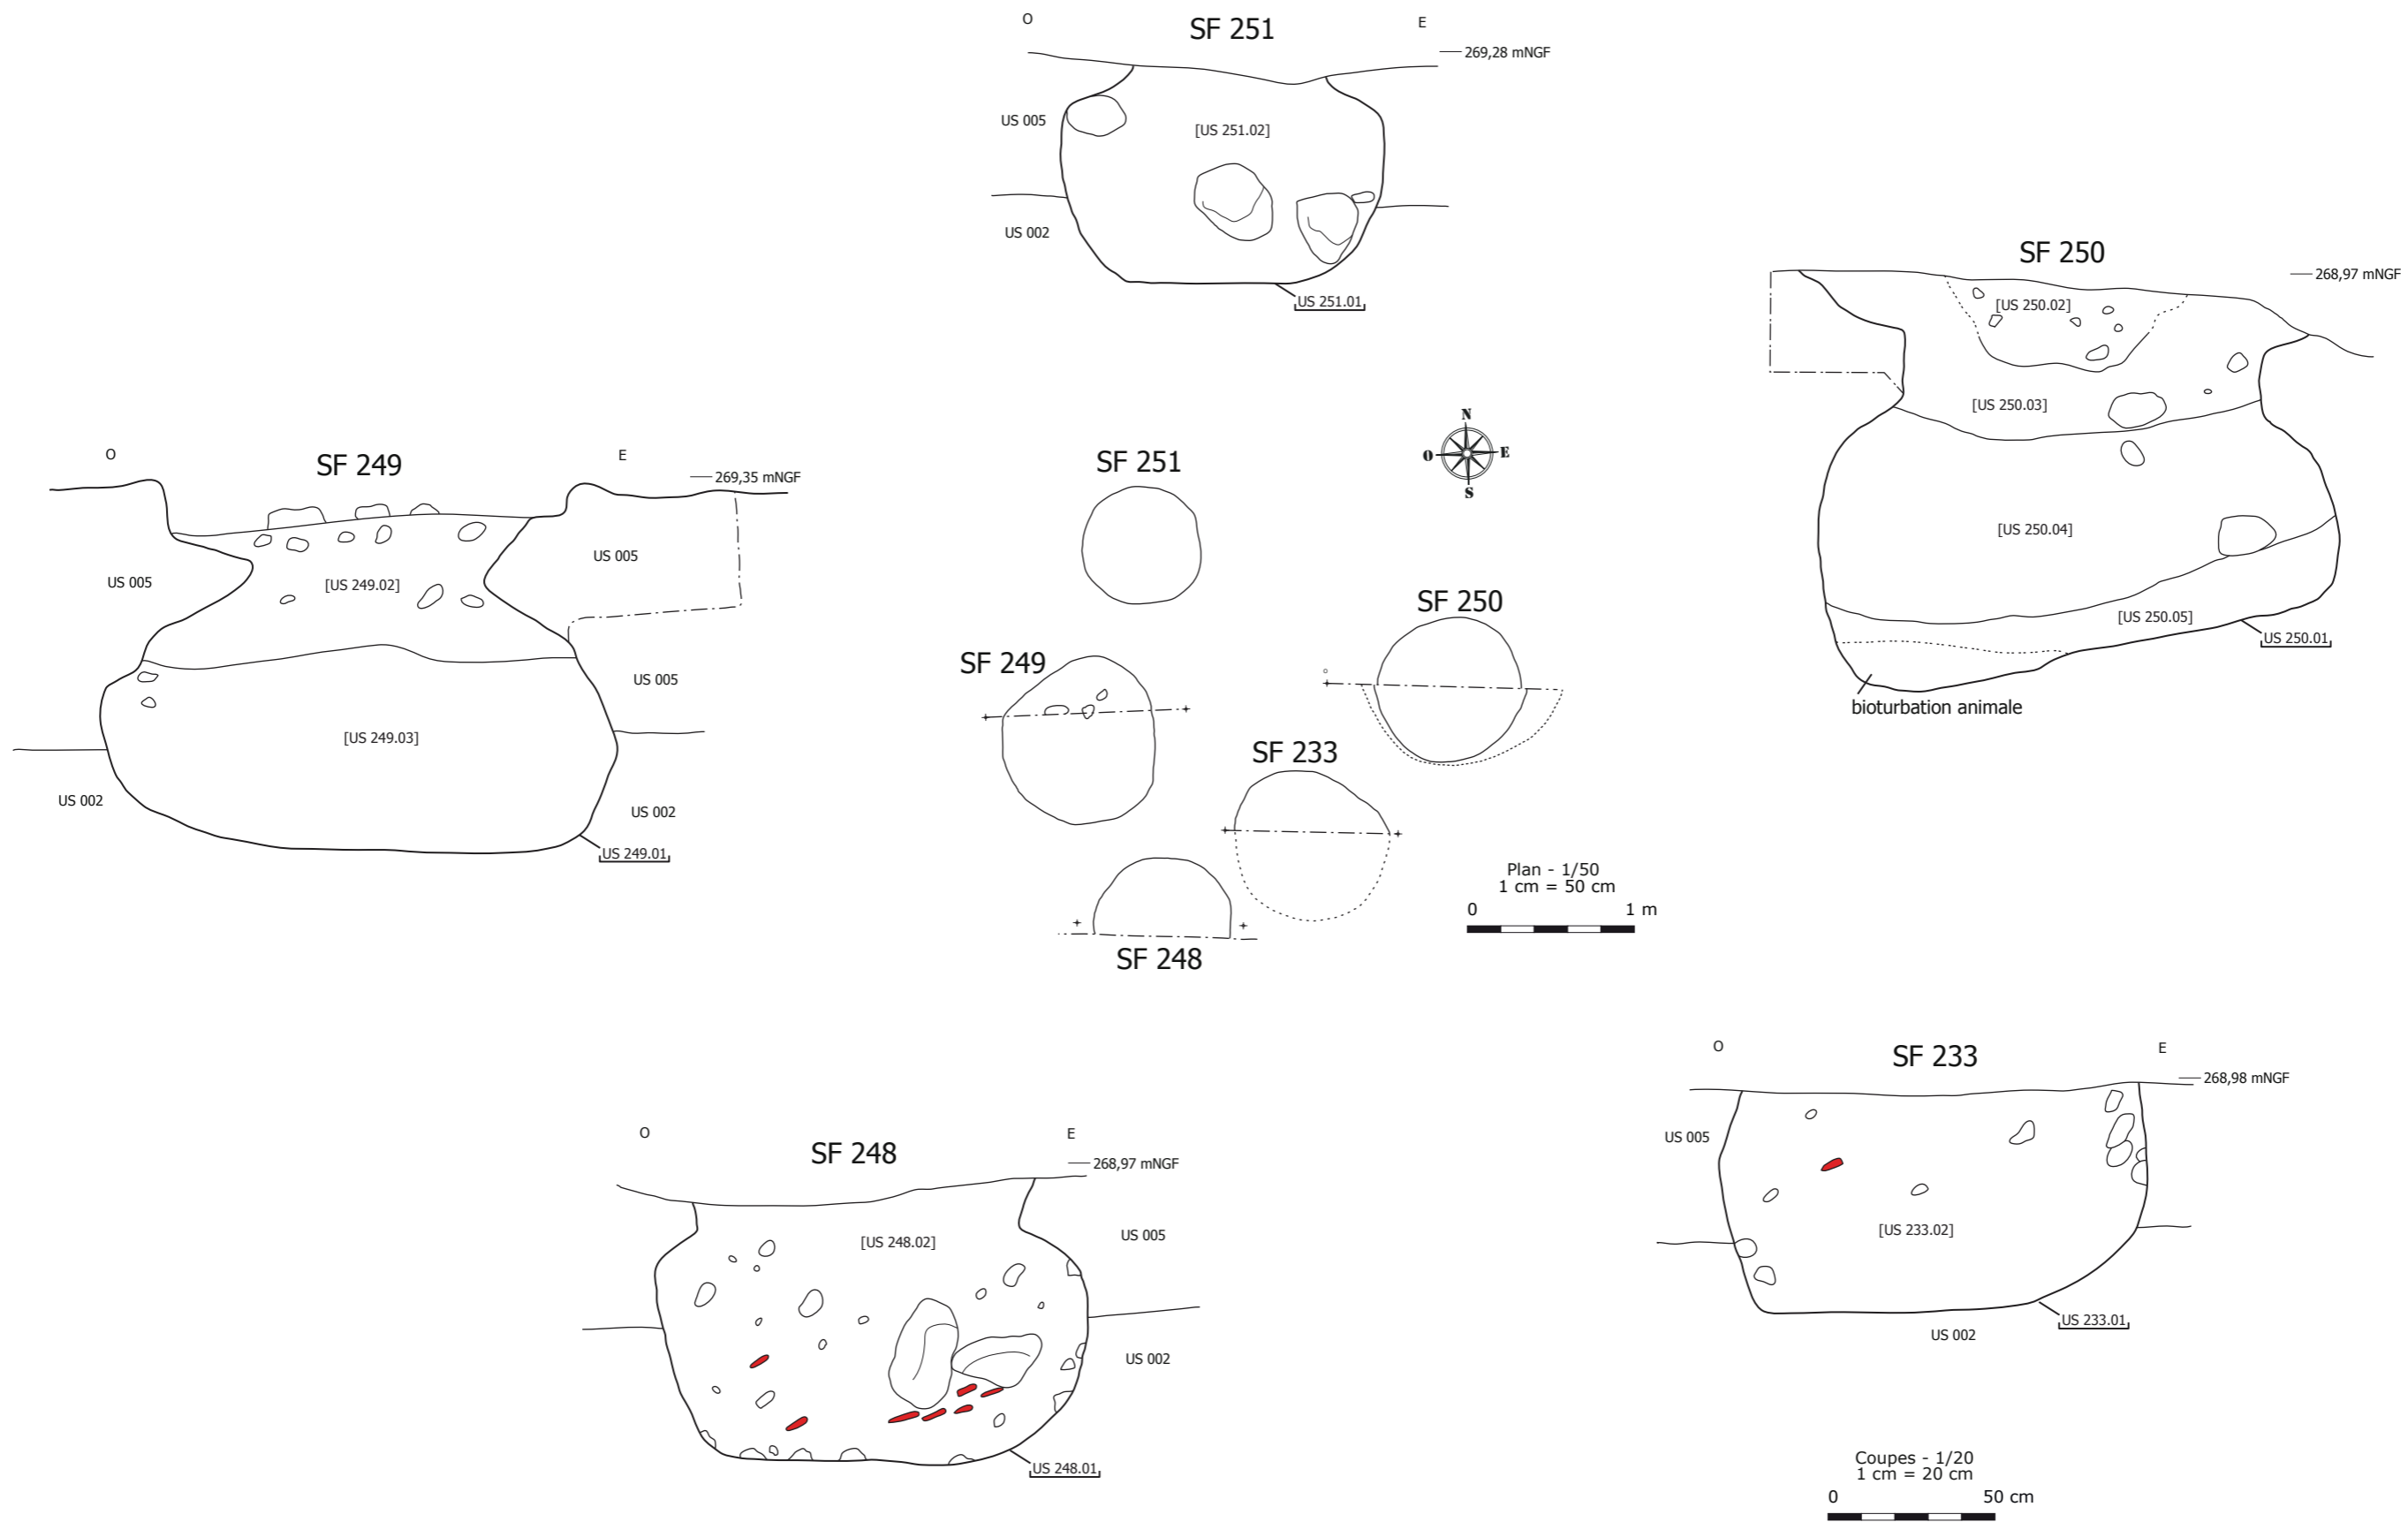 O
SF 251
E
269,28 mNGF
US 005
[US 251.02]
US 002
US 251.01
SF 250
268,97 mNGF
[US 250.02]
[US 250.03]
[US 250.04]
[US 250.05]
US 250.01
bioturbation animale
O
SF 249
E
269,35 mNGF
US 005
[US 249.02]
US 005
US 005
[US 249.03]
US 002
US 002
US 249.01
N
O
E
S
SF 251
SF 250
SF 249
SF 233
SF 248
Plan - 1/50
1 cm = 50 cm
0 1 m
O
SF 248
E
268,97 mNGF
[US 248.02]
US 005
US 002
US 248.01
O
SF 233
E
268,98 mNGF
US 005
[US 233.02]
US 233.01
US 002
Coupes - 1/20
1 cm = 20 cm
0 50 cm